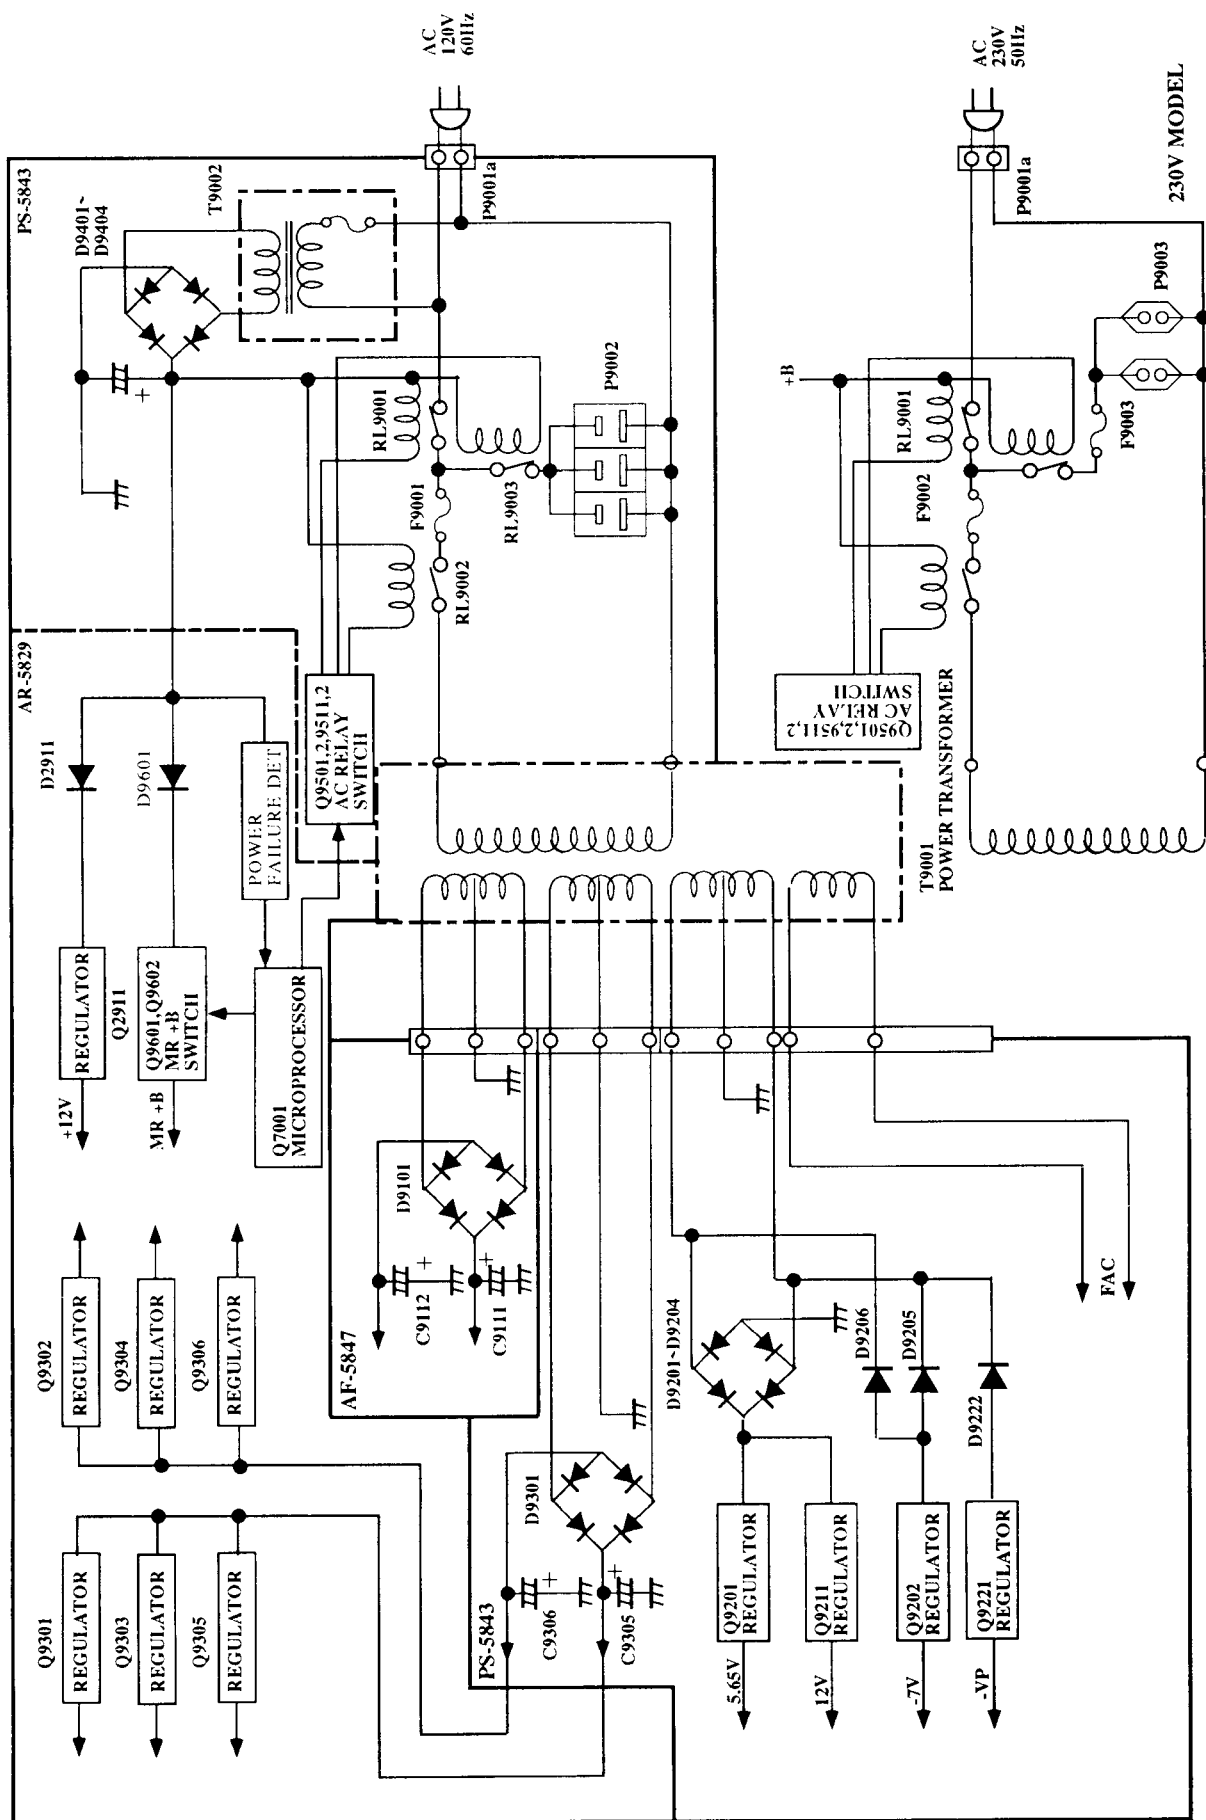 AC
120V
60Hz
PS-5843
D9401~
D9404
T9002
P9001a
RL9001
P9002
F9001
RL9003
RL9002
AR-5829
D2911
D9601
POWER
FAILURE DET
Q9501,2,9511,2
AC RELAY
SWITCH
REGULATOR
Q2911
+12V
Q9601,Q9602
MR +B
SWITCH
MR +B
Q7001
MICROPROCESSOR
T9001
POWER TRANSFORMER
AC
230V
50Hz
230V MODEL
P9001a
P9003
+B
RL9001
F9003
F9002
Q9501,2,9511,2
AC RELAY
SWITCH
Q9302
REGULATOR
Q9304
REGULATOR
Q9306
REGULATOR
Q9301
REGULATOR
Q9303
REGULATOR
Q9305
REGULATOR
AF-5847
D9101
+
C9112
+
C9111
PS-5843
D9301
+
C9306
+
C9305
D9201~D9204
D9206
D9205
D9222
FAC
Q9201
REGULATOR
5.65V
Q9211
REGULATOR
12V
Q9202
REGULATOR
-7V
Q9221
REGULATOR
-VP
+